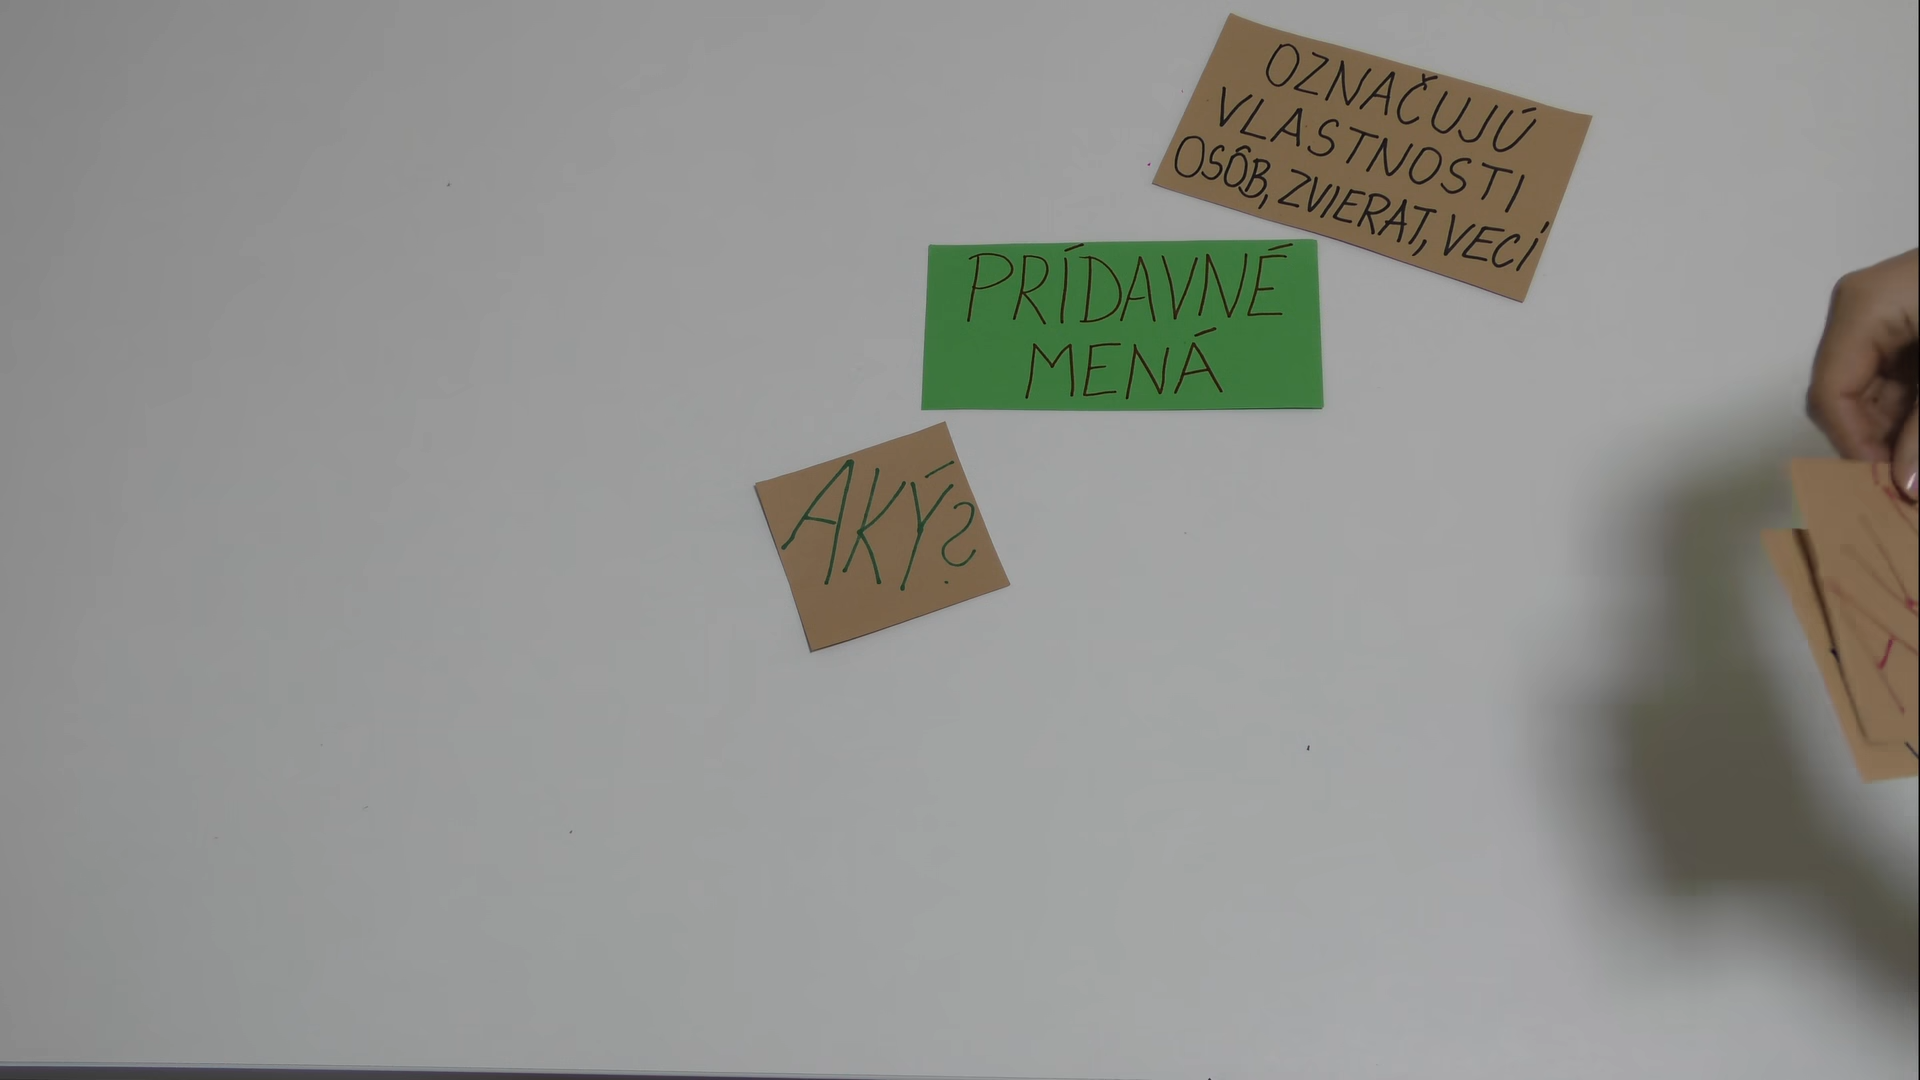 OZNAČUJÚ
VLASTNOSTI
OSÔB, ZVIERAT, VECÍ
PRÍDAVNÉ
MENÁ
AKÝ?